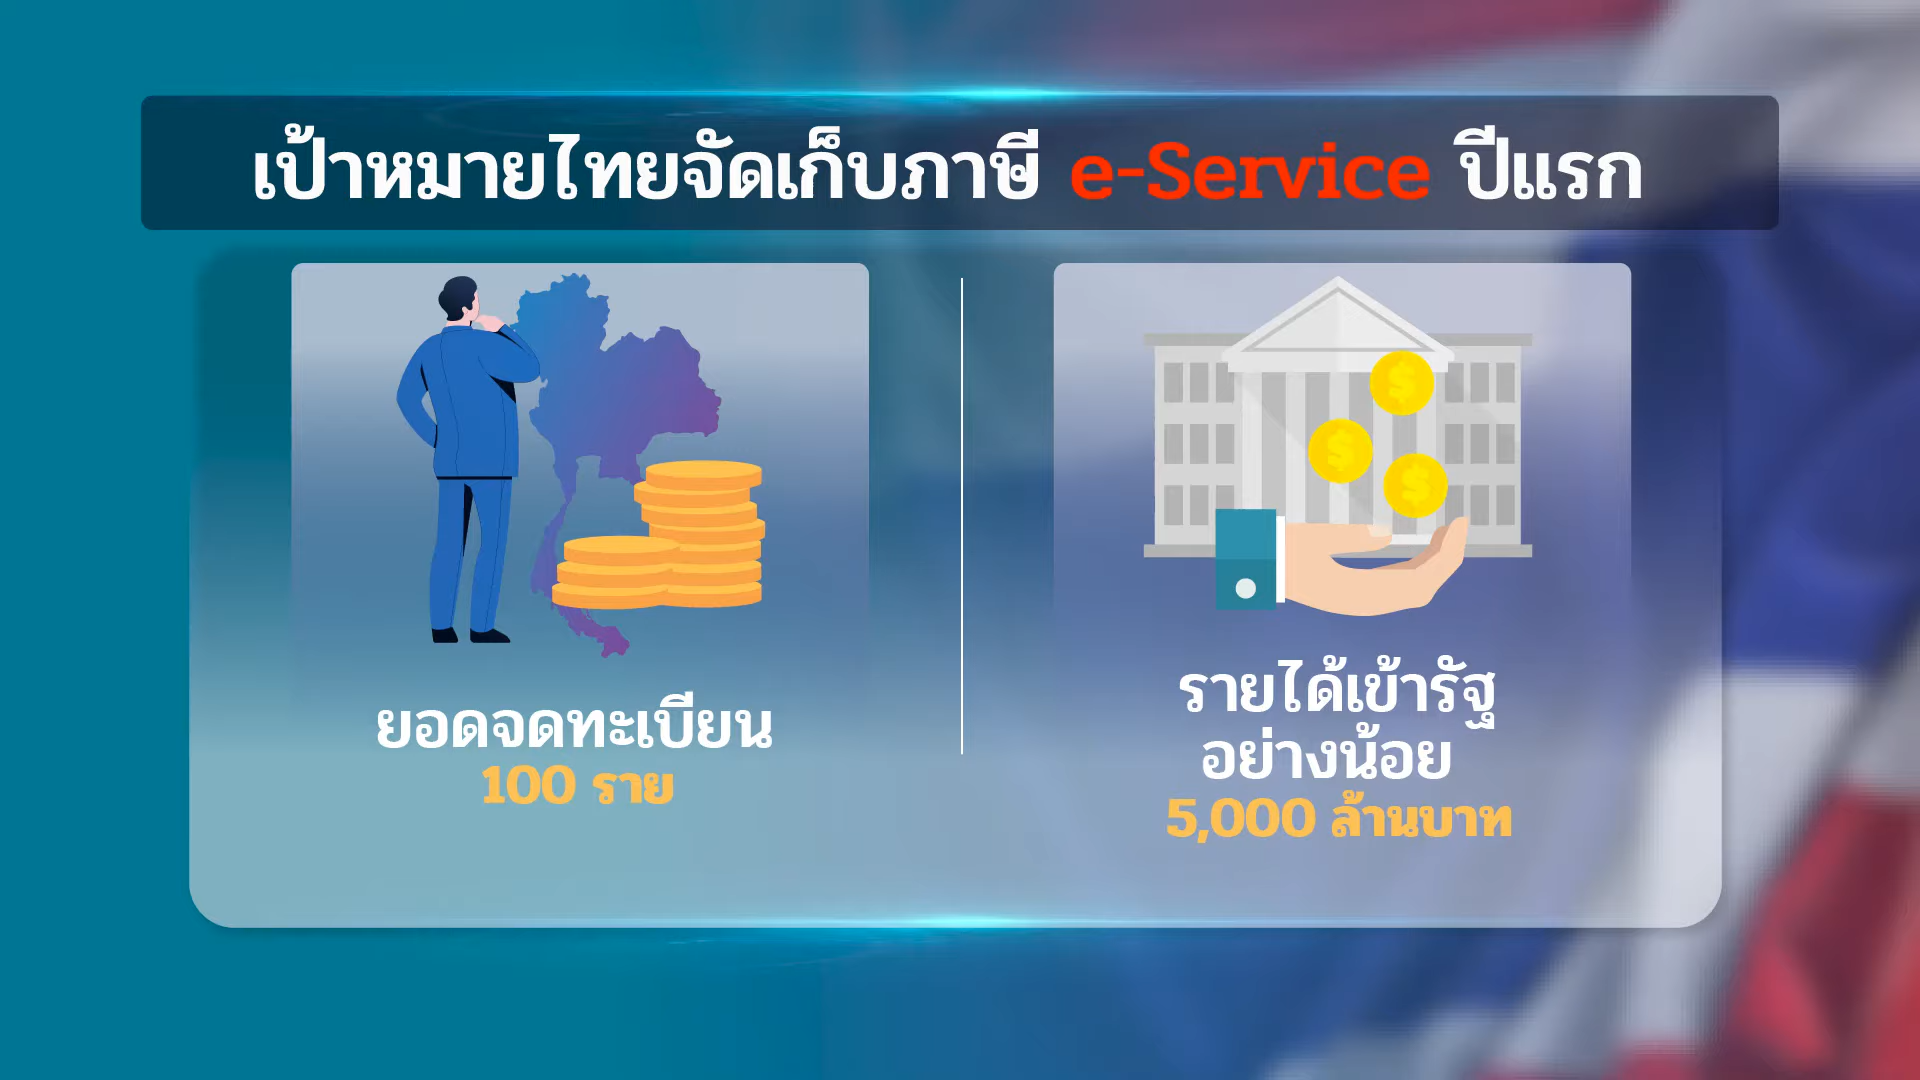 เป้าหมายไทยจัดเก็บภาษี e-Service ปีแรก
ยอดจดทะเบียน
100 ราย
รายได้เข้ารัฐ
อย่างน้อย
5,000 ล้านบาท